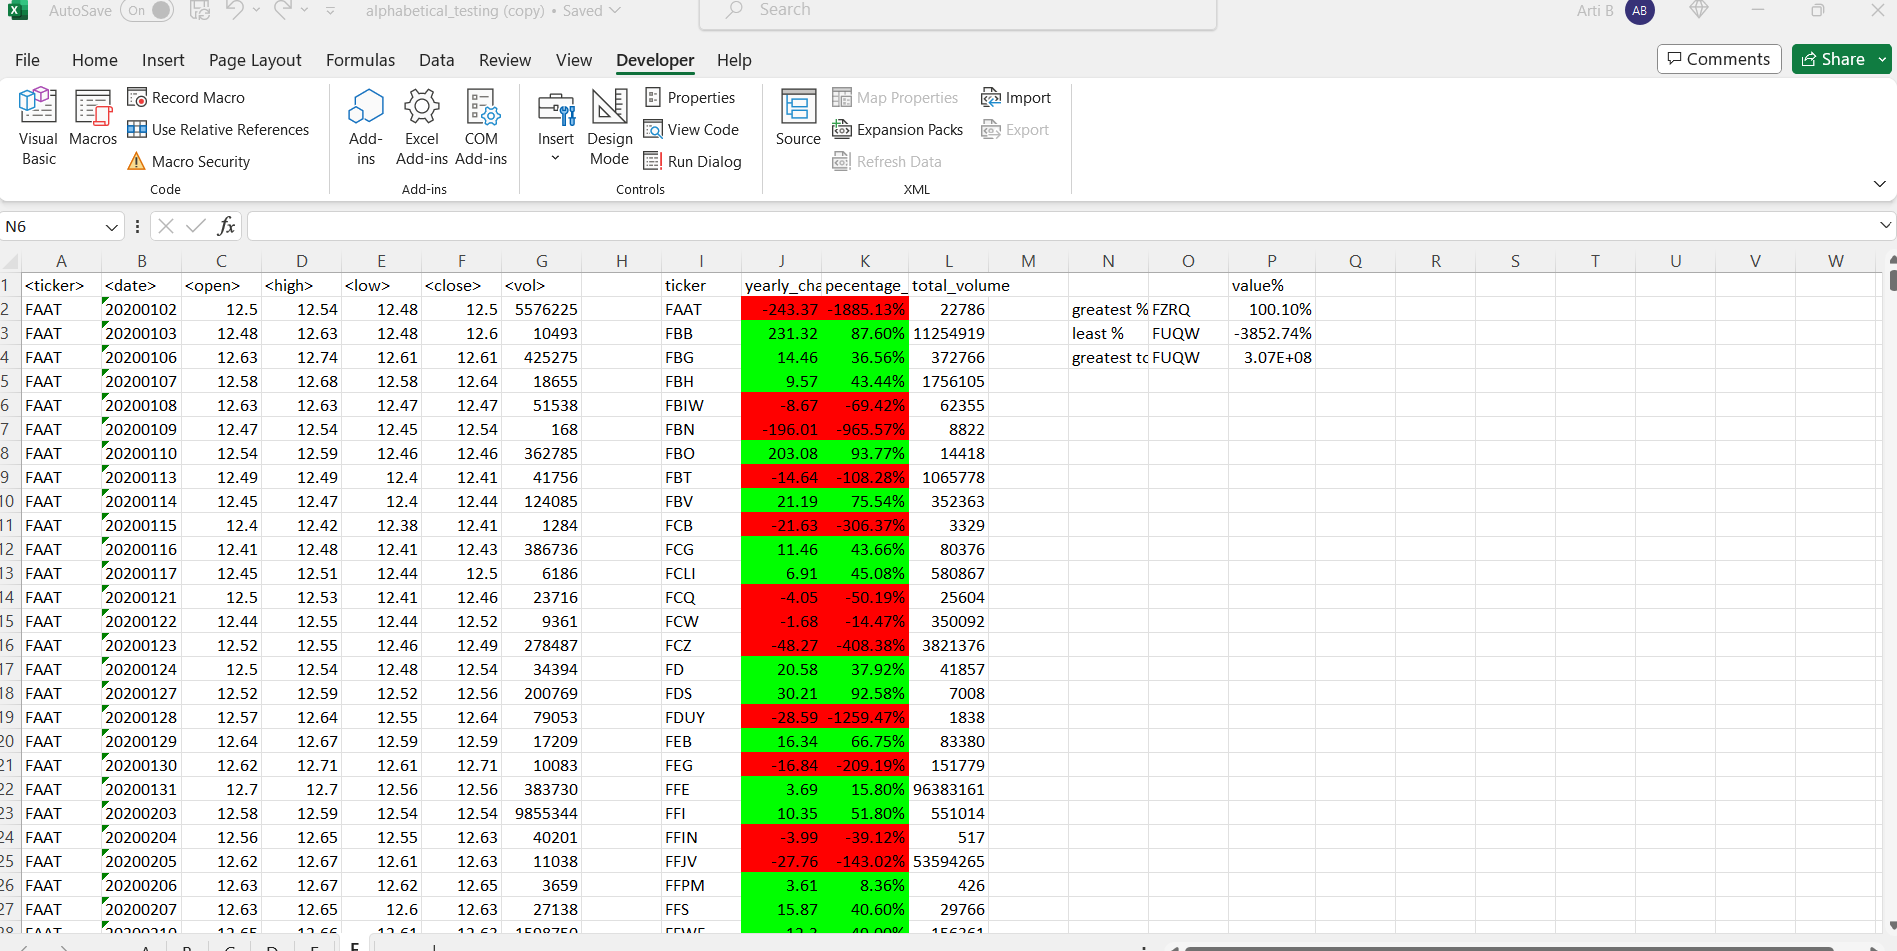 AutoSave On alphabetical_testing (copy) • Saved Search Arti B AB
File Home Insert Page Layout Formulas Data Review View Developer Help Comments Share
Visual Basic Macros Record Macro Use Relative References Macro Security
Code
Add-ins Excel Add-ins COM Add-ins
Add-ins
Insert Design Mode Properties View Code Run Dialog
Controls
Source Map Properties Expansion Packs Refresh Data Import Export
XML
N6 fx
A B C D E F G H I J K L M N O P Q R S T U V W
1 <ticker> <date> <open> <high> <low> <close> <vol> ticker yearly_cha pecentage_ total_volume value%
2 FAAT 20200102 12.5 12.54 12.48 12.5 5576225 FAAT -243.37 -1885.13% 22786 greatest % FZRQ 100.10%
3 FAAT 20200103 12.48 12.63 12.48 12.6 10493 FBB 231.32 87.60% 11254919 least % FUQW -3852.74%
4 FAAT 20200106 12.63 12.74 12.61 12.61 425275 FBG 14.46 36.56% 372766 greatest to FUQW 3.07E+08
5 FAAT 20200107 12.58 12.68 12.58 12.64 18655 FBH 9.57 43.44% 1756105
6 FAAT 20200108 12.63 12.63 12.47 12.47 51538 FBIW -8.67 -69.42% 62355
7 FAAT 20200109 12.47 12.54 12.45 12.54 168 FBN -196.01 -965.57% 8822
8 FAAT 20200110 12.54 12.59 12.46 12.46 362785 FBO 203.08 93.77% 14418
9 FAAT 20200113 12.49 12.49 12.4 12.41 41756 FBT -14.64 -108.28% 1065778
10 FAAT 20200114 12.45 12.47 12.4 12.44 124085 FBV 21.19 75.54% 352363
11 FAAT 20200115 12.4 12.42 12.38 12.41 1284 FCB -21.63 -306.37% 3329
12 FAAT 20200116 12.41 12.48 12.41 12.43 386736 FCG 11.46 43.66% 80376
13 FAAT 20200117 12.45 12.51 12.44 12.5 6186 FCLI 6.91 45.08% 580867
14 FAAT 20200121 12.5 12.53 12.41 12.46 23716 FCQ -4.05 -50.19% 25604
15 FAAT 20200122 12.44 12.55 12.44 12.52 9361 FCW -1.68 -14.47% 350092
16 FAAT 20200123 12.52 12.55 12.46 12.49 278487 FCZ -48.27 -408.38% 3821376
17 FAAT 20200124 12.5 12.54 12.48 12.54 34394 FD 20.58 37.92% 41857
18 FAAT 20200127 12.52 12.59 12.52 12.56 200769 FDS 30.21 92.58% 7008
19 FAAT 20200128 12.57 12.64 12.55 12.64 79053 FDUY -28.59 -1259.47% 1838
20 FAAT 20200129 12.64 12.67 12.59 12.59 17209 FEB 16.34 66.75% 83380
21 FAAT 20200130 12.62 12.71 12.61 12.71 10083 FEG -16.84 -209.19% 151779
22 FAAT 20200131 12.7 12.7 12.56 12.56 383730 FFE 3.69 15.80% 96383161
23 FAAT 20200203 12.58 12.59 12.54 12.54 9855344 FFI 10.35 51.80% 551014
24 FAAT 20200204 12.56 12.65 12.55 12.63 40201 FFIN -3.99 -39.12% 517
25 FAAT 20200205 12.62 12.67 12.61 12.63 11038 FFJV -27.76 -143.02% 53594265
26 FAAT 20200206 12.63 12.67 12.62 12.65 3659 FFPM 3.61 8.36% 426
27 FAAT 20200207 12.63 12.65 12.6 12.63 27138 FFS 15.87 40.60% 29766